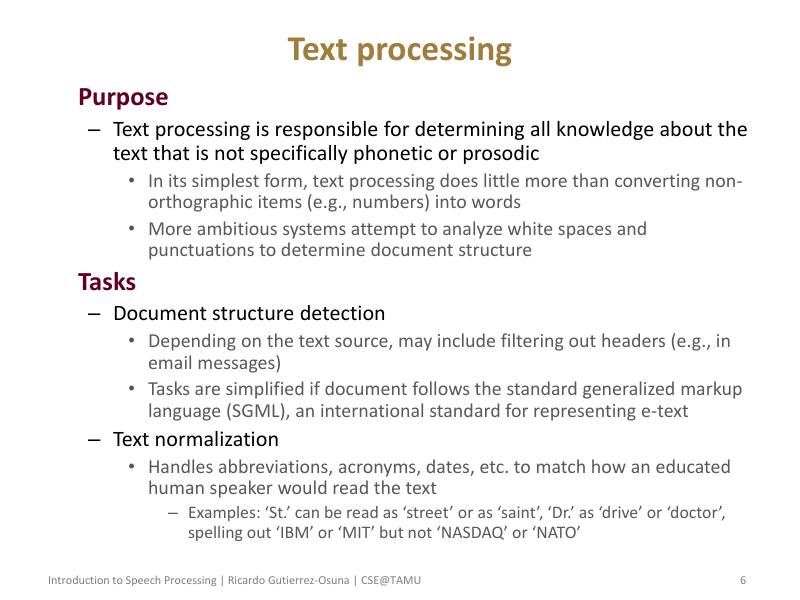 Text processing
Purpose
– Text processing is responsible for determining all knowledge about the
text that is not specifically phonetic or prosodic
• In its simplest form, text processing does little more than converting non-
orthographic items (e.g., numbers) into words
• More ambitious systems attempt to analyze white spaces and
punctuations to determine document structure
Tasks
– Document structure detection
• Depending on the text source, may include filtering out headers (e.g., in
email messages)
• Tasks are simplified if document follows the standard generalized markup
language (SGML), an international standard for representing e-text
– Text normalization
• Handles abbreviations, acronyms, dates, etc. to match how an educated
human speaker would read the text
– Examples: ‘St.’ can be read as ‘street’ or as ‘saint’, ‘Dr.’ as ‘drive’ or ‘doctor’,
spelling out ‘IBM’ or ‘MIT’ but not ‘NASDAQ’ or ‘NATO’
Introduction to Speech Processing | Ricardo Gutierrez-Osuna | CSE@TAMU
6